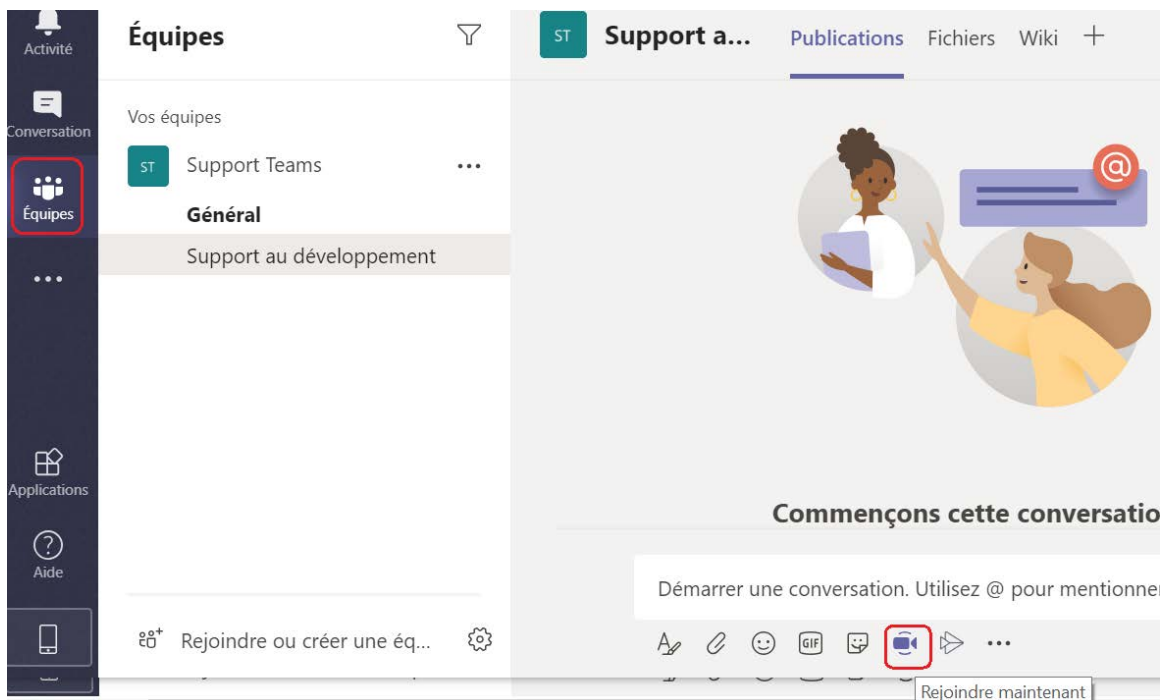 Activité
Conversation
Équipes
Applications
Aide
Équipes
Vos équipes
ST Support Teams
Général
Support au développement
Rejoindre ou créer une éq...
ST Support a... Publications Fichiers Wiki
@
Commençons cette conversatio
Démarrer une conversation. Utilisez @ pour mentionner
GIF
Rejoindre maintenant